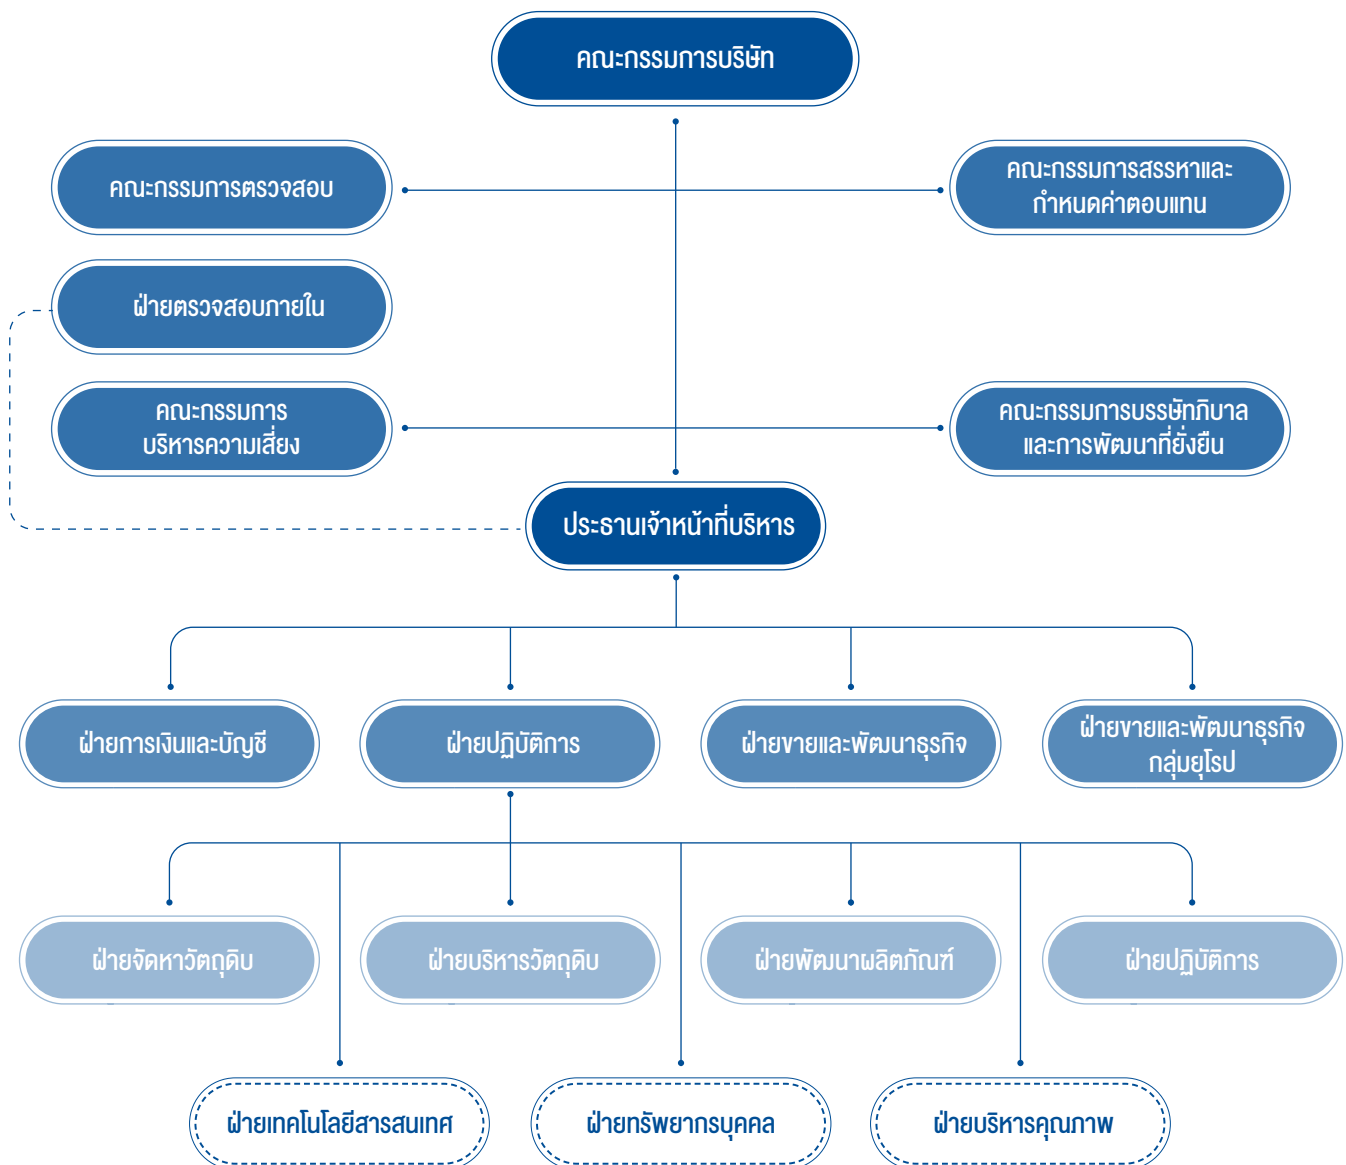 คณะกรรมการบริษัท
คณะกรรมการตรวจสอบ
คณะกรรมการสรรหาและ
กำหนดค่าตอบแทน
ฝ่ายตรวจสอบภายใน
คณะกรรมการ
บริหารความเสี่ยง
คณะกรรมการบรรษัทภิบาล
และการพัฒนาที่ยั่งยืน
ประธานเจ้าหน้าที่บริหาร
ฝ่ายการเงินและบัญชี
ฝ่ายปฏิบัติการ
ฝ่ายขายและพัฒนาธุรกิจ
ฝ่ายขายและพัฒนาธุรกิจ
กลุ่มยุโรป
ฝ่ายจัดหาวัตถุดิบ
ฝ่ายบริหารวัตถุดิบ
ฝ่ายพัฒนาผลิตภัณฑ์
ฝ่ายปฏิบัติการ
ฝ่ายเทคโนโลยีสารสนเทศ
ฝ่ายทรัพยากรบุคคล
ฝ่ายบริหารคุณภาพ